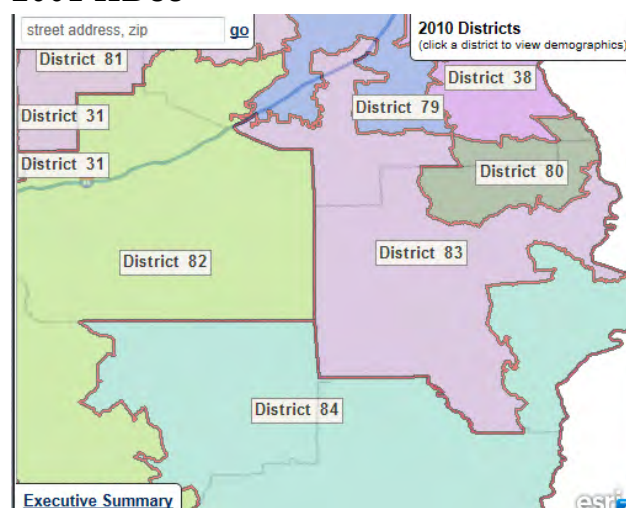 street address, zip
go
2010 Districts
(click a district to view demographics)
District 81
District 38
District 31
District 79
District 31
District 80
District 82
District 83
District 84
Executive Summary
esri